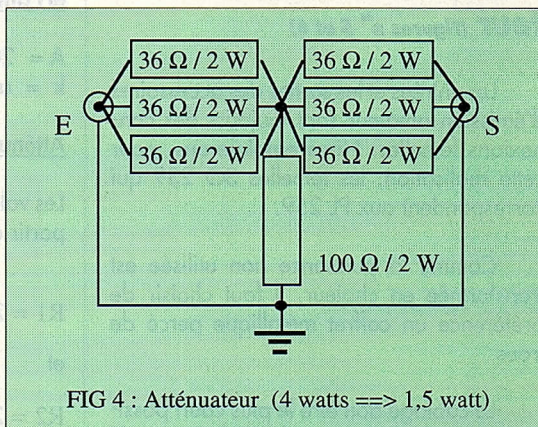 36 Ω / 2 W 36 Ω / 2 W
36 Ω / 2 W 36 Ω / 2 W
E S
36 Ω / 2 W 36 Ω / 2 W
100 Ω / 2 W
FIG 4 : Atténuateur (4 watts ==> 1,5 watt)